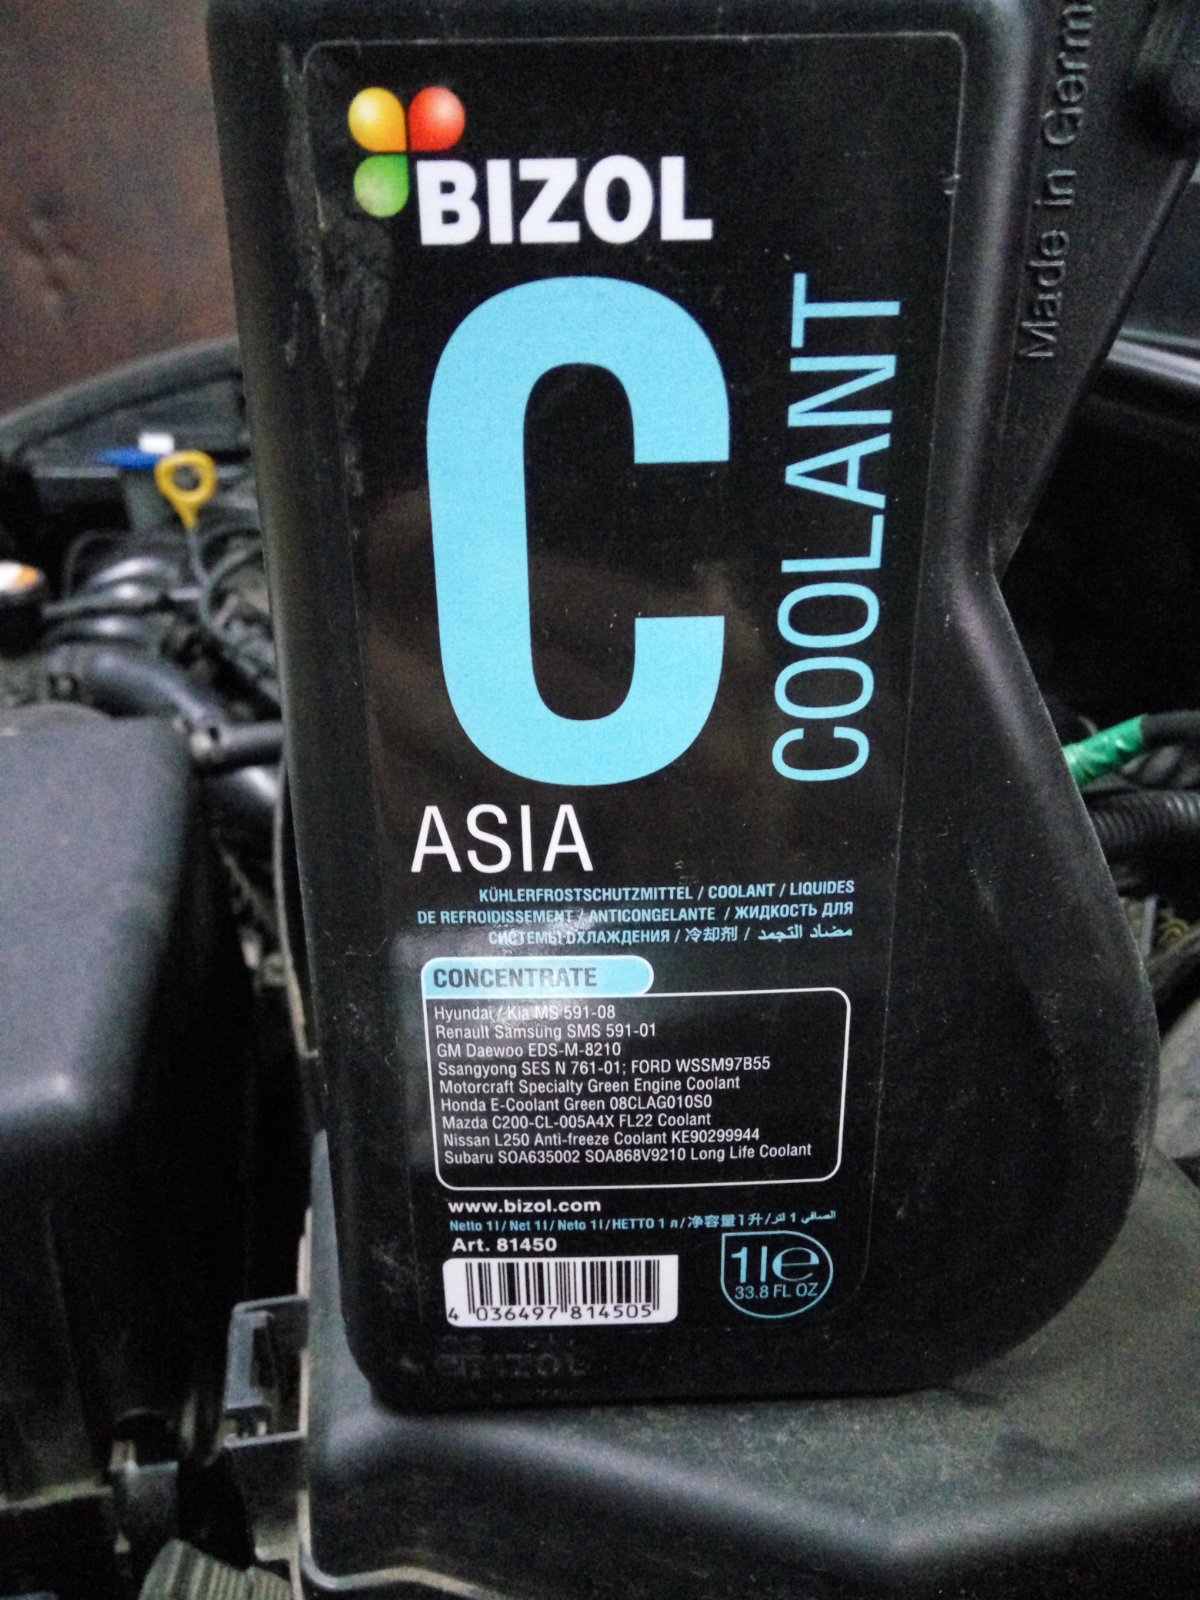 BIZOL
C
COOLANT
Made in Germ
ASIA
KÜHLERFROSTSCHUTZMITTEL / COOLANT / LIQUIDES
DE REFROIDISSEMENT / ANTICONGELANTE / ЖИДКОСТЬ ДЛЯ
СИСТЕМЫ ОХЛАЖДЕНИЯ / 冷却剂 / مضاد التجمد
CONCENTRATE
Hyundai / Kia MS 591-08
Renault Samsung SMS 591-01
GM Daewoo EDS-M-8210
Ssangyong SES N 761-01; FORD WSSM97B55
Motorcraft Specialty Green Engine Coolant
Honda E-Coolant Green 08CLAG010S0
Mazda C200-CL-005A4X FL22 Coolant
Nissan L250 Anti-freeze Coolant KE90299944
Subaru SOA635002 SOA868V9210 Long Life Coolant
www.bizol.com
Netto 1l / Net 1l / Neto 1l / НЕТТО 1 л / 净容量1升 / الصافي 1 لتر
Art. 81450
1l e
33.8 FL OZ
4 036497 814505
BIZOL